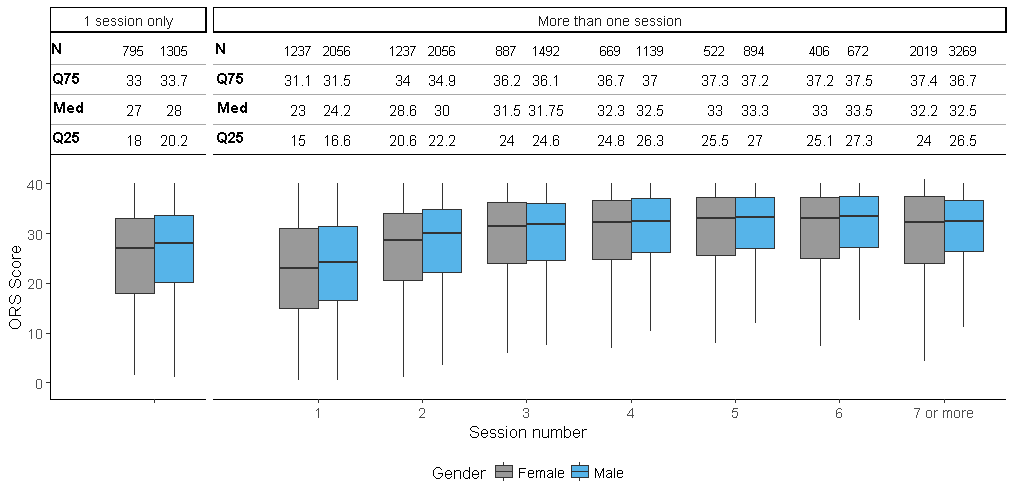 1 session only More than one session
N 795 1305 N 1237 2056 1237 2056 887 1492 669 1139 522 894 406 672 2019 3269
Q75 33 33.7 Q75 31.1 31.5 34 34.9 36.2 36.1 36.7 37 37.3 37.2 37.2 37.5 37.4 36.7
Med 27 28 Med 23 24.2 28.6 30 31.5 31.75 32.3 32.5 33 33.3 33 33.5 32.2 32.5
Q25 18 20.2 Q25 15 16.6 20.6 22.2 24 24.6 24.8 26.3 25.5 27 25.1 27.3 24 26.5
40
30
20
10
0
ORS Score
1 2 3 4 5 6 7 or more
Session number
Gender Female Male